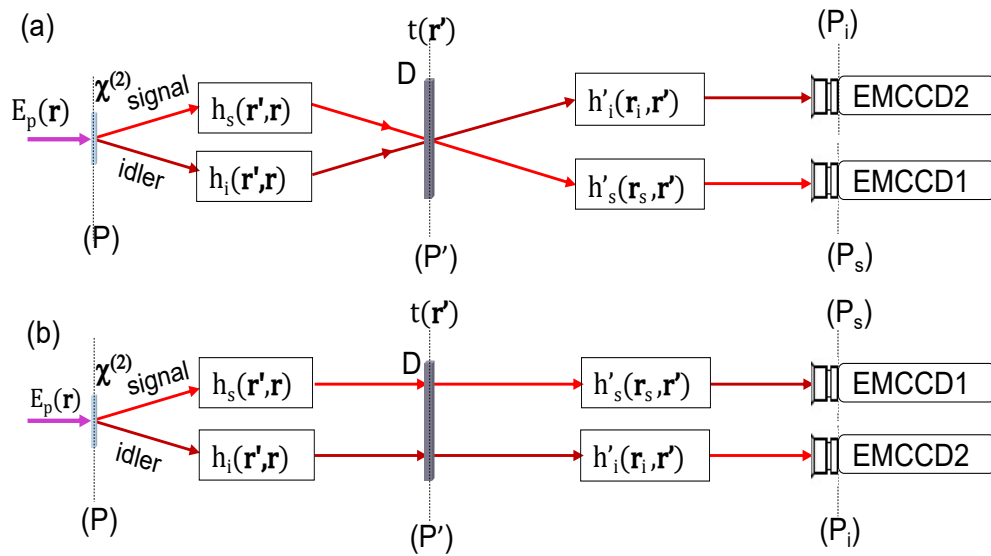 (a)
t(r')
(P_i)
D
χ^(2)
signal
E_p(r)
h_s(r',r)
h'_i(r_i,r')
EMCCD2
idler
h_i(r',r)
h'_s(r_s,r')
EMCCD1
(P)
(P')
(P_s)
(b)
t(r')
(P_s)
D
χ^(2)
signal
E_p(r)
h_s(r',r)
h'_s(r_s,r')
EMCCD1
idler
h_i(r',r)
h'_i(r_i,r')
EMCCD2
(P)
(P')
(P_i)